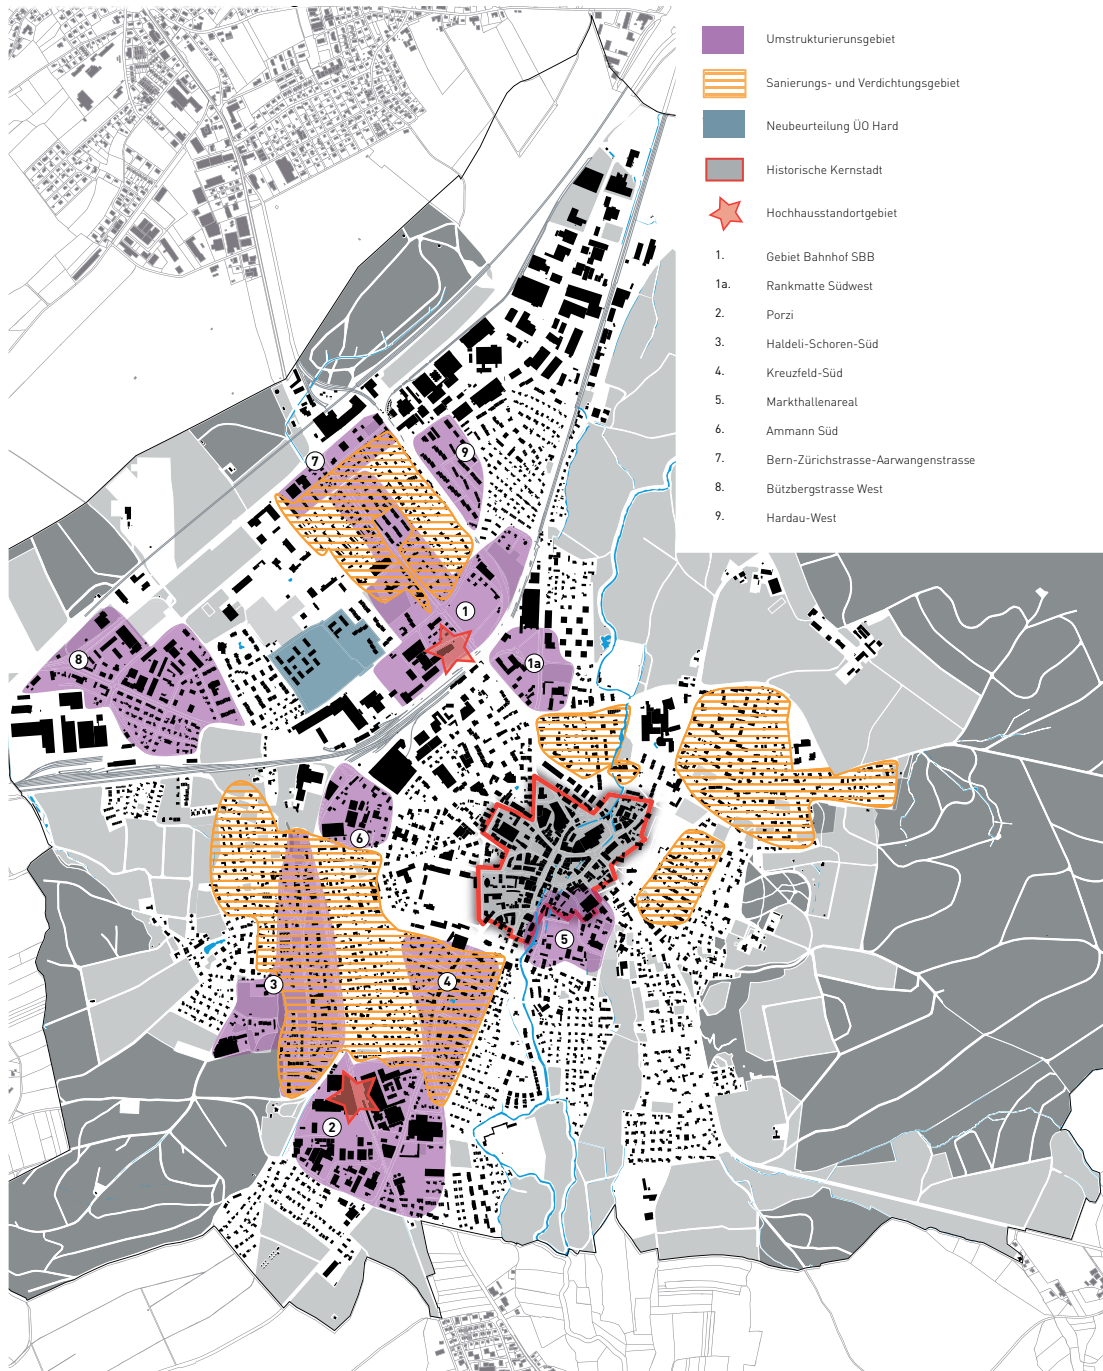 Umstrukturierunsgebiet
Sanierungs- und Verdichtungsgebiet
Neubeurteilung ÜO Hard
Historische Kernstadt
Hochhausstandortgebiet
1. Gebiet Bahnhof SBB
1a. Rankmatte Südwest
2. Porzi
3. Haldeli-Schoren-Süd
4. Kreuzfeld-Süd
5. Markthallenareal
6. Ammann Süd
7. Bern-Zürichstrasse-Aarwangenstrasse
8. Bützbergstrasse West
9. Hardau-West
9
7
1
8
1a
6
5
4
3
2